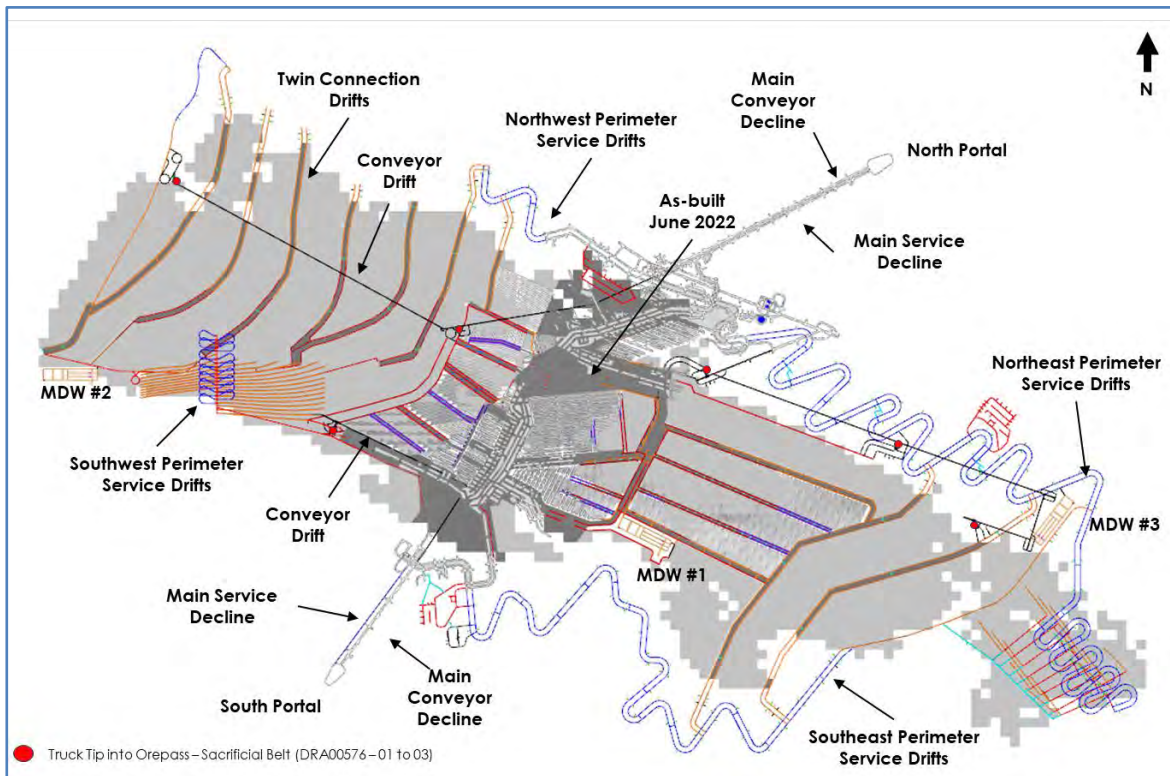 Twin Connection
Drifts
Main
Conveyor
Decline
N
Northwest Perimeter
Service Drifts
North Portal
Conveyor
Drift
As-built
June 2022
Main Service
Decline
Northeast Perimeter
Service Drifts
MDW #2
Southwest Perimeter
Service Drifts
Conveyor
Drift
MDW #3
MDW #1
Main Service
Decline
Main
Conveyor
Decline
South Portal
Southeast Perimeter
Service Drifts
Truck Tip into Orepass – Sacrificial Belt (DRA00576 – 01 to 03)